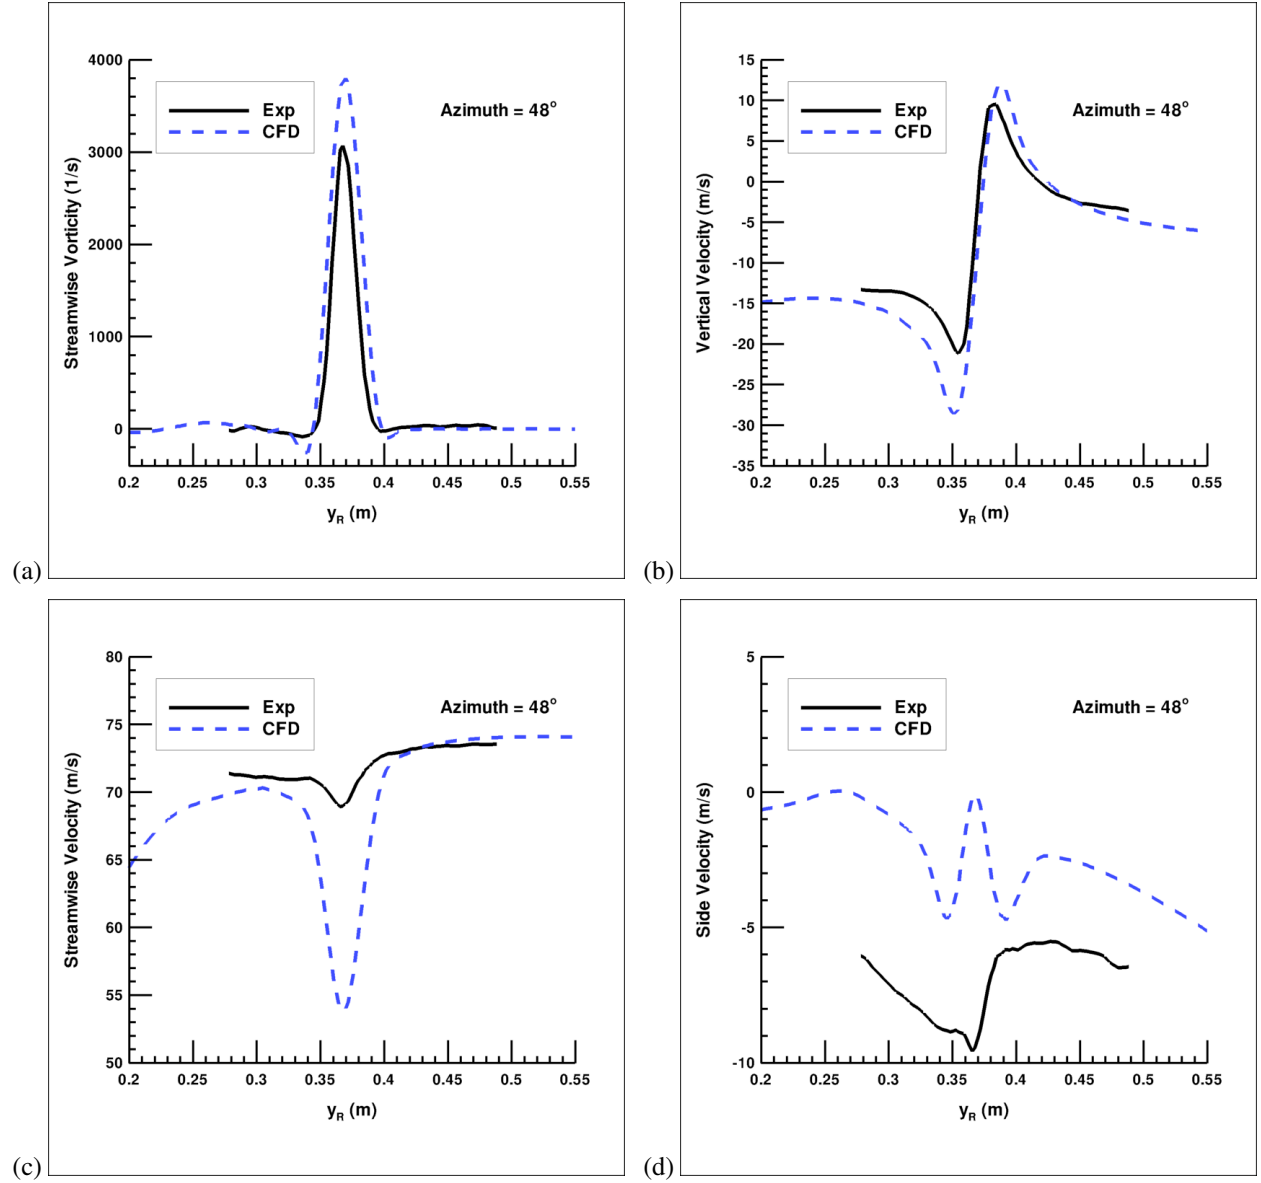 4000
3000
2000
1000
0
Streamwise Vorticity (1/s)
Exp
CFD
Azimuth = 48°
0.2 0.25 0.3 0.35 0.4 0.45 0.5 0.55
y_R (m)
(a)
15
10
5
0
-5
-10
-15
-20
-25
-30
-35
Vertical Velocity (m/s)
Exp
CFD
Azimuth = 48°
0.2 0.25 0.3 0.35 0.4 0.45 0.5 0.55
y_R (m)
(b)
80
75
70
65
60
55
50
Streamwise Velocity (m/s)
Exp
CFD
Azimuth = 48°
0.2 0.25 0.3 0.35 0.4 0.45 0.5 0.55
y_R (m)
(c)
5
0
-5
-10
Side Velocity (m/s)
Exp
CFD
Azimuth = 48°
0.2 0.25 0.3 0.35 0.4 0.45 0.5 0.55
y_R (m)
(d)